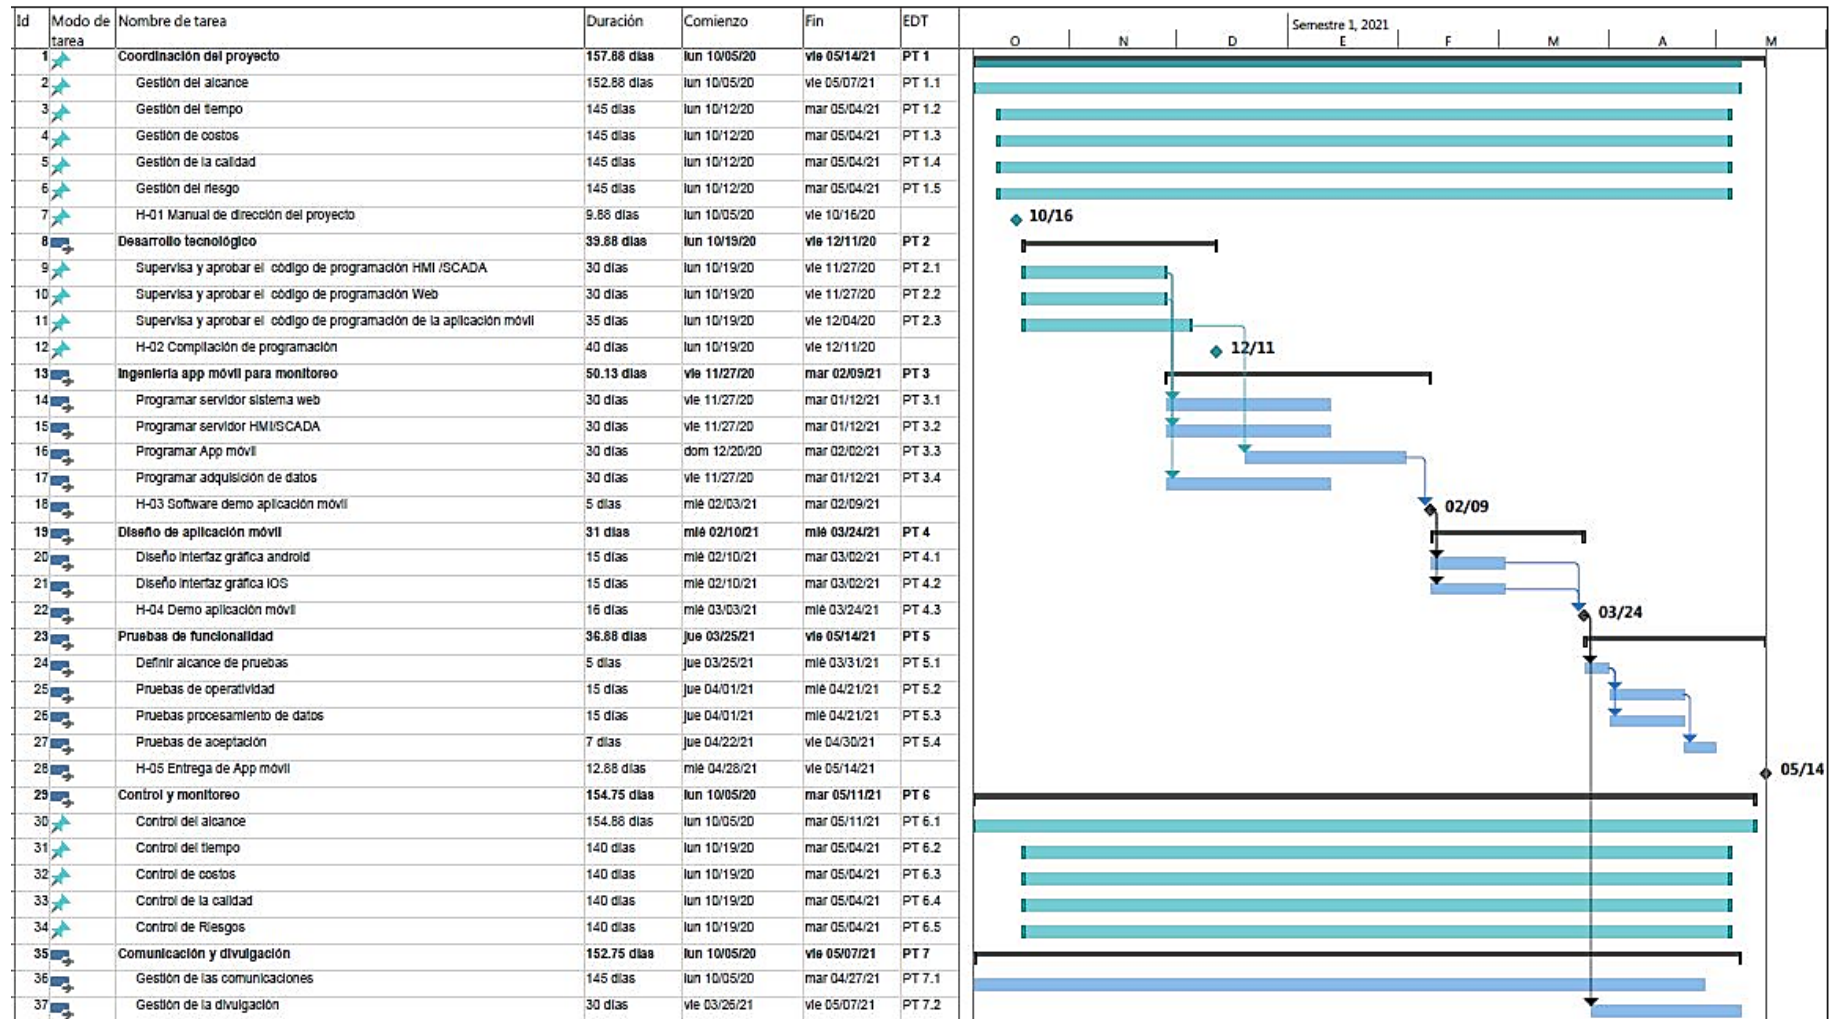 Id Modo de tarea Nombre de tarea Duración Comienzo Fin EDT
Semestre 1, 2021
O N D E F M A M
1 Coordinación del proyecto 157.88 días lun 10/05/20 vie 05/14/21 PT 1
2 Gestión del alcance 152.88 días lun 10/05/20 vie 05/07/21 PT 1.1
3 Gestión del tiempo 145 días lun 10/12/20 mar 05/04/21 PT 1.2
4 Gestión de costos 145 días lun 10/12/20 mar 05/04/21 PT 1.3
5 Gestión de la calidad 145 días lun 10/12/20 mar 05/04/21 PT 1.4
6 Gestión del riesgo 145 días lun 10/12/20 mar 05/04/21 PT 1.5
7 H-01 Manual de dirección del proyecto 9.88 días lun 10/05/20 vie 10/16/20 10/16
8 Desarrollo tecnológico 39.88 días lun 10/19/20 vie 12/11/20 PT 2
9 Supervisa y aprobar el código de programación HMI /SCADA 30 días lun 10/19/20 vie 11/27/20 PT 2.1
10 Supervisa y aprobar el código de programación Web 30 días lun 10/19/20 vie 11/27/20 PT 2.2
11 Supervisa y aprobar el código de programación de la aplicación móvil 35 días lun 10/19/20 vie 12/04/20 PT 2.3
12 H-02 Compilación de programación 40 días lun 10/19/20 vie 12/11/20 12/11
13 Ingeniería app móvil para monitoreo 50.13 días vie 11/27/20 mar 02/09/21 PT 3
14 Programar servidor sistema web 30 días vie 11/27/20 mar 01/12/21 PT 3.1
15 Programar servidor HMI/SCADA 30 días vie 11/27/20 mar 01/12/21 PT 3.2
16 Programar App móvil 30 días dom 12/20/20 mar 02/02/21 PT 3.3
17 Programar adquisición de datos 30 días vie 11/27/20 mar 01/12/21 PT 3.4
18 H-03 Software demo aplicación móvil 5 días mié 02/03/21 mar 02/09/21 02/09
19 Diseño de aplicación móvil 31 días mié 02/10/21 mié 03/24/21 PT 4
20 Diseño interfaz gráfica android 15 días mié 02/10/21 mar 03/02/21 PT 4.1
21 Diseño interfaz gráfica IOS 15 días mié 02/10/21 mar 03/02/21 PT 4.2
22 H-04 Demo aplicación móvil 16 días mié 03/03/21 mié 03/24/21 PT 4.3 03/24
23 Pruebas de funcionalidad 36.88 días jue 03/25/21 vie 05/14/21 PT 5
24 Definir alcance de pruebas 5 días jue 03/25/21 mié 03/31/21 PT 5.1
25 Pruebas de operatividad 15 días jue 04/01/21 mié 04/21/21 PT 5.2
26 Pruebas procesamiento de datos 15 días jue 04/01/21 mié 04/21/21 PT 5.3
27 Pruebas de aceptación 7 días jue 04/22/21 vie 04/30/21 PT 5.4
28 H-05 Entrega de App móvil 12.88 días mié 04/28/21 vie 05/14/21 05/14
29 Control y monitoreo 154.75 días lun 10/05/20 mar 05/11/21 PT 6
30 Control del alcance 154.88 días lun 10/05/20 mar 05/11/21 PT 6.1
31 Control del tiempo 140 días lun 10/19/20 mar 05/04/21 PT 6.2
32 Control de costos 140 días lun 10/19/20 mar 05/04/21 PT 6.3
33 Control de la calidad 140 días lun 10/19/20 mar 05/04/21 PT 6.4
34 Control de Riesgos 140 días lun 10/19/20 mar 05/04/21 PT 6.5
35 Comunicación y divulgación 152.75 días lun 10/05/20 vie 05/07/21 PT 7
36 Gestión de las comunicaciones 145 días lun 10/05/20 mar 04/27/21 PT 7.1
37 Gestión de la divulgación 30 días vie 03/26/21 vie 05/07/21 PT 7.2